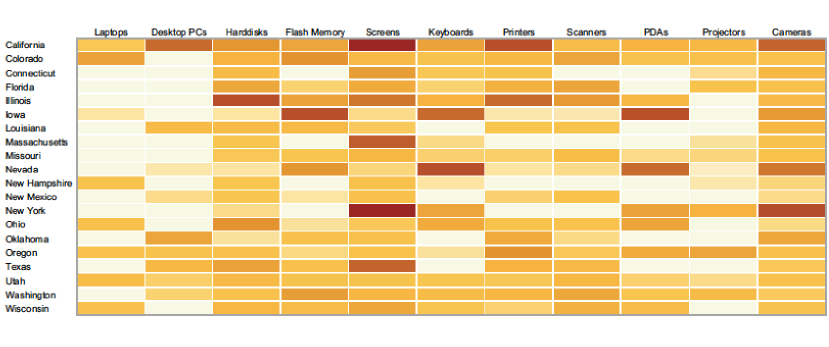 Laptops Desktop PCs Harddisks Flash Memory Screens Keyboards Printers Scanners PDAs Projectors Cameras
California
Colorado
Connecticut
Florida
Illinois
Iowa
Louisiana
Massachusetts
Missouri
Nevada
New Hampshire
New Mexico
New York
Ohio
Oklahoma
Oregon
Texas
Utah
Washington
Wisconsin